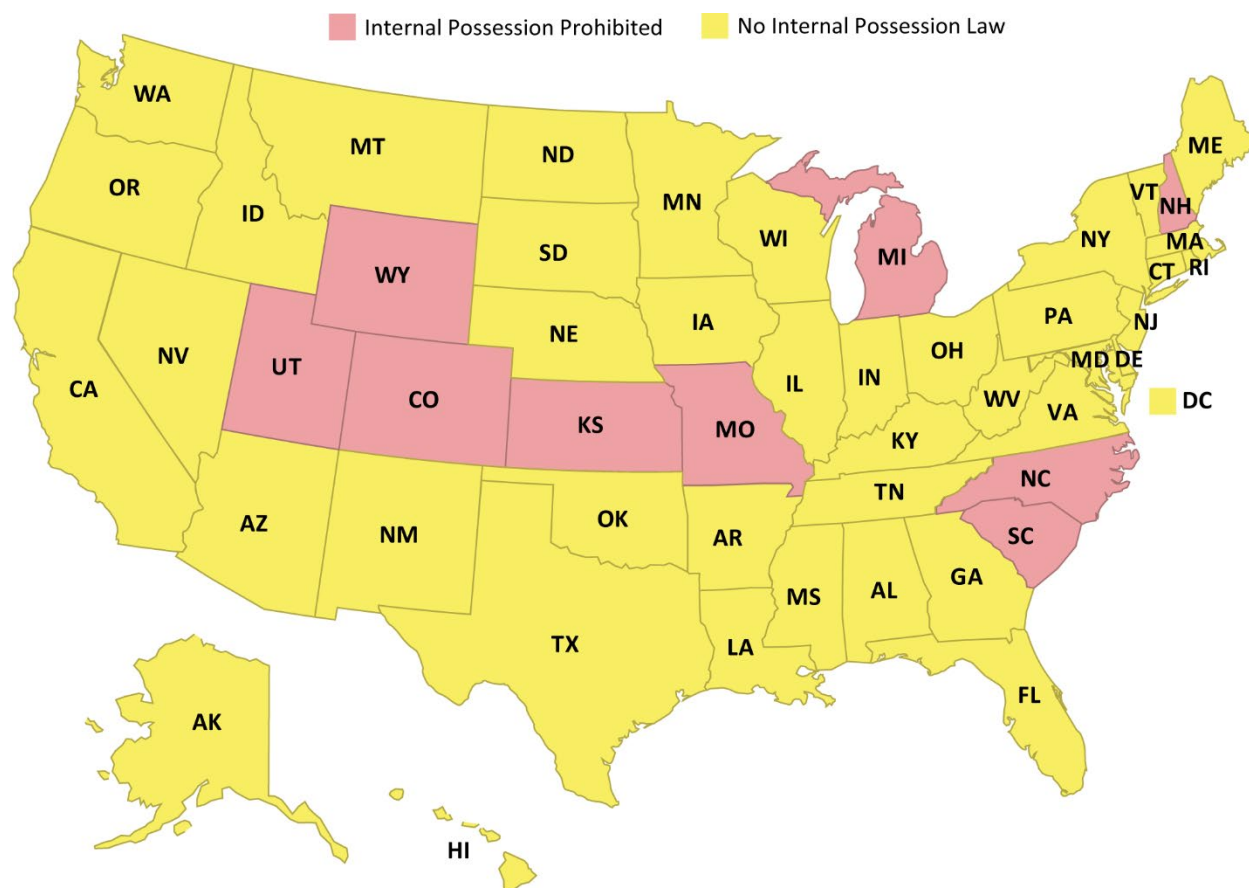 Internal Possession Prohibited
No Internal Possession Law
WA
MT
ND
ME
OR
ID
MN
VT
NH
WI
NY
SD
MA
WY
MI
CT
RI
IA
PA
NJ
NE
OH
NV
UT
MD
DE
IL
IN
CA
CO
WV
VA
DC
KS
MO
KY
NC
TN
AZ
OK
NM
AR
SC
GA
MS
AL
TX
LA
FL
AK
HI